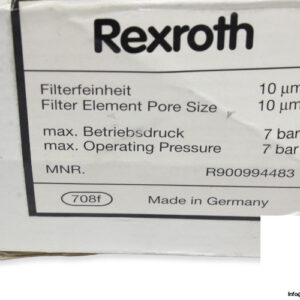 Rexroth
Filterfeinheit 10 µm
Filter Element Pore Size 10 µm
max. Betriebsdruck 7 bar
max. Operating Pressure 7 bar
MNR. R900994483
708f Made in Germany